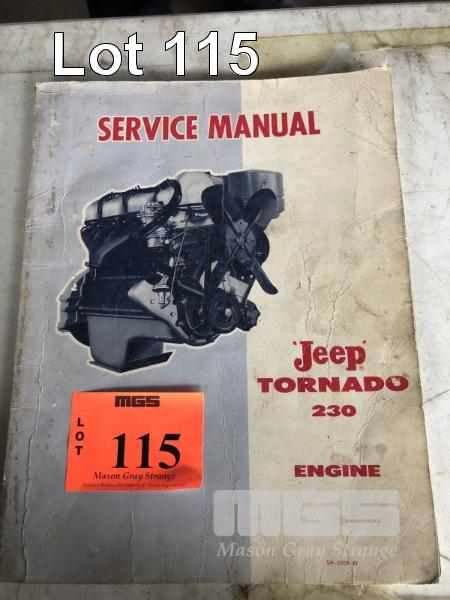 Lot 115
SERVICE MANUAL
'Jeep'
TORNADO
230
ENGINE
MGS
LOT
115
Mason Gray Strange
MGS
Mason Gray Strange